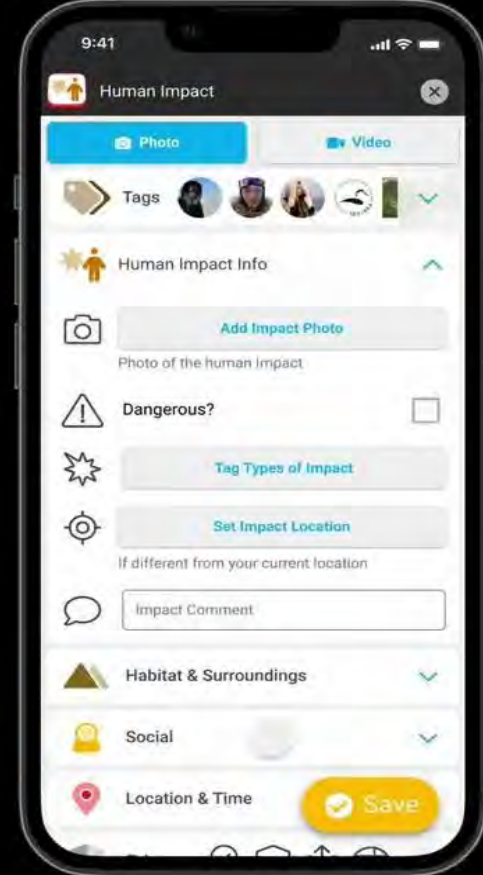 9:41
Human Impact
Photo
Video
Tags
Human Impact Info
Add Impact Photo
Photo of the human impact
Dangerous?
Tag Types of Impact
Set Impact Location
If different from your current location
Impact Comment
Habitat & Surroundings
Social
Location & Time
Save